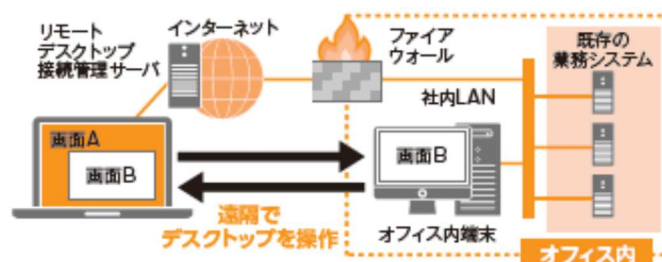 リモート
デスクトップ
接続管理サーバ
インターネット
ファイア
ウォール
既存の
業務システム
社内LAN
画面A
画面B
画面B
遠隔で
デスクトップを操作
オフィス内端末
オフィス内